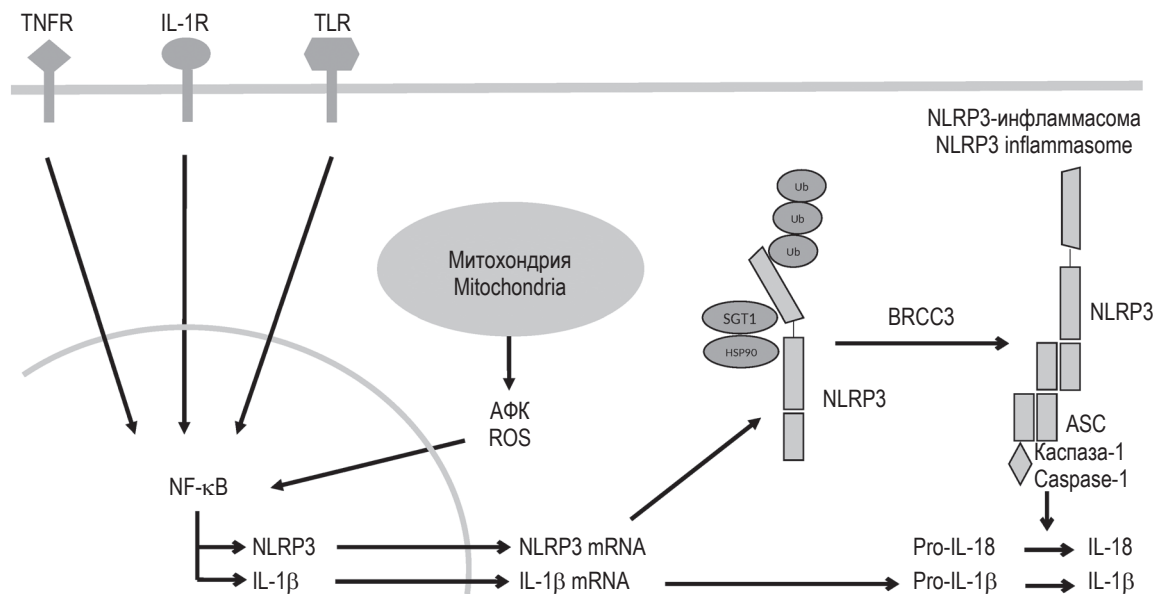 TNFR
IL-1R
TLR
NLRP3-инфламмасома
NLRP3 inflammasome
Ub
Ub
Ub
Митохондрия
Mitochondria
SGT1
HSP90
BRCC3
NLRP3
NLRP3
АФК
ROS
ASC
Каспаза-1
Caspase-1
NF-κB
NLRP3
NLRP3 mRNA
Pro-IL-18
IL-18
IL-1β
IL-1β mRNA
Pro-IL-1β
IL-1β